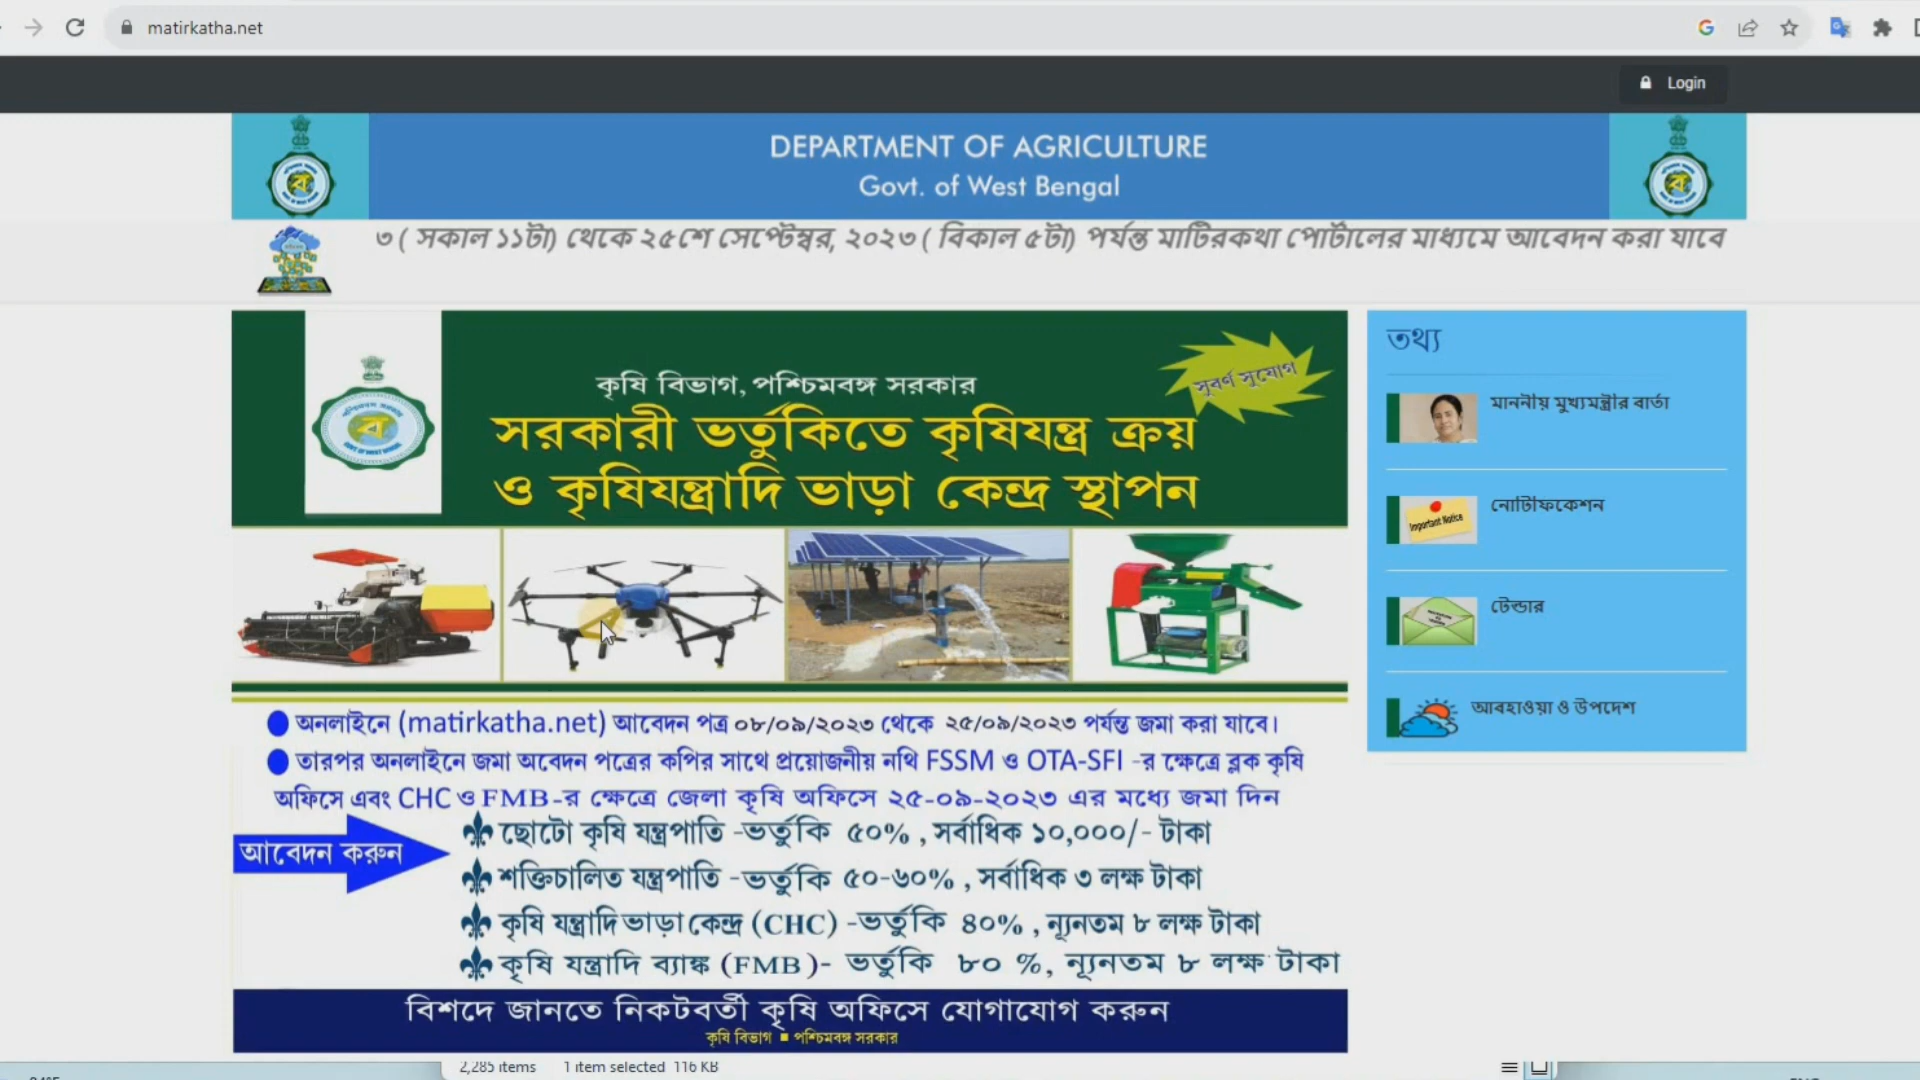 matirkatha.net
Login
DEPARTMENT OF AGRICULTURE
Govt. of West Bengal
৩ ( সকাল ১১টা) থেকে ২৫শে সেপ্টেম্বর, ২০২৩ ( বিকাল ৫টা) পর্যন্ত মাটিরকথা পোর্টালের মাধ্যমে আবেদন করা যাবে
কৃষি বিভাগ, পশ্চিমবঙ্গ সরকার
সুবর্ণ সুযোগ
সরকারী ভর্তুকিতে কৃষিযন্ত্র ক্রয়
ও কৃষিযন্ত্রাদি ভাড়া কেন্দ্র স্থাপন
তথ্য
মাননীয় মুখ্যমন্ত্রীর বার্তা
নোটিফিকেশন
Important Notice
টেন্ডার
আবহাওয়া ও উপদেশ
অনলাইনে (matirkatha.net) আবেদন পত্র ০৮/০৯/২০২৩ থেকে ২৫/০৯/২০২৩ পর্যন্ত জমা করা যাবে।
তারপর অনলাইনে জমা অবেদন পত্রের কপির সাথে প্রয়োজনীয় নথি FSSM ও OTA-SFI -র ক্ষেত্রে ব্লক কৃষি
অফিসে এবং CHC ও FMB-র ক্ষেত্রে জেলা কৃষি অফিসে ২৫-০৯-২০২৩ এর মধ্যে জমা দিন
আবেদন করুন
ছোটো কৃষি যন্ত্রপাতি -ভর্তুকি ৫০% , সর্বাধিক ১০,০০০/- টাকা
শক্তিচালিত যন্ত্রপাতি -ভর্তুকি ৫০-৬০% , সর্বাধিক ৩ লক্ষ টাকা
কৃষি যন্ত্রাদি ভাড়া কেন্দ্র (CHC) -ভর্তুকি ৪০% , ন্যূনতম ৮ লক্ষ টাকা
কৃষি যন্ত্রাদি ব্যাঙ্ক (FMB)- ভর্তুকি ৮০ %, ন্যূনতম ৮ লক্ষ টাকা
বিশদে জানতে নিকটবর্তী কৃষি অফিসে যোগাযোগ করুন
কৃষি বিভাগ ■ পশ্চিমবঙ্গ সরকার
2,285 items 1 item selected 116 KB